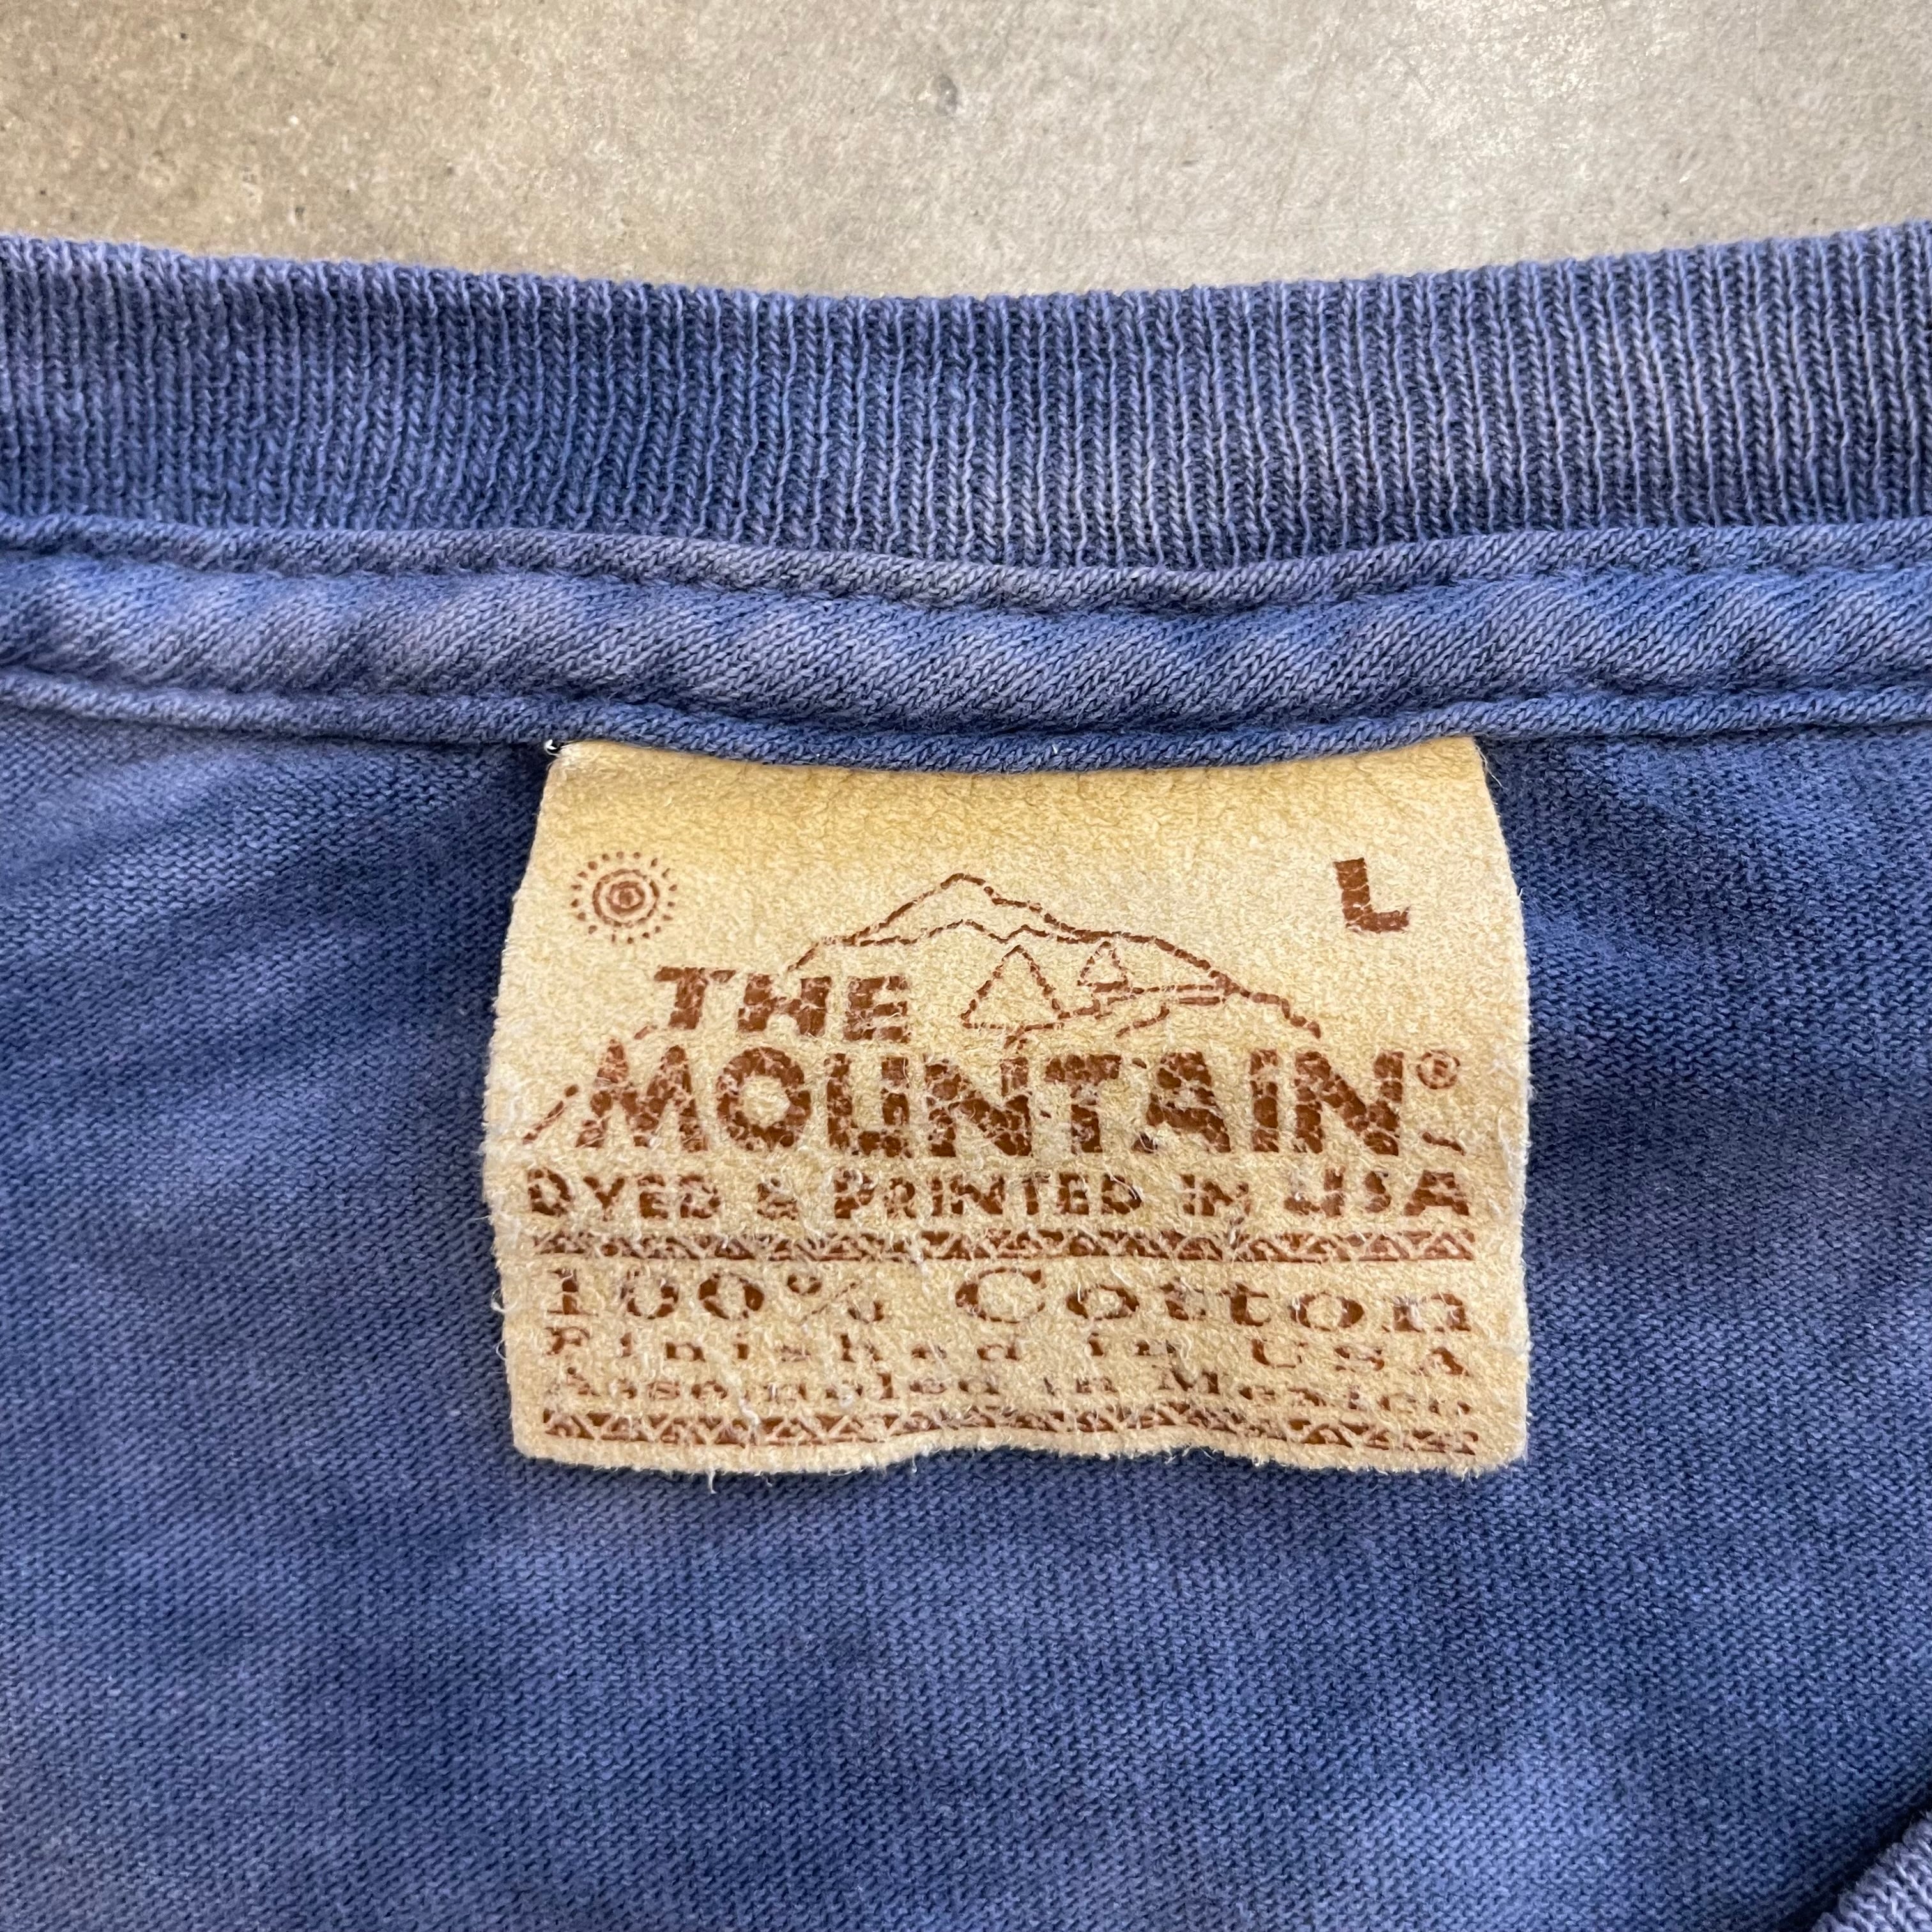 L
THE
MOUNTAIN®
DYED & PRINTED IN USA
100% Cotton
Finished in USA
Assembled in Mexico